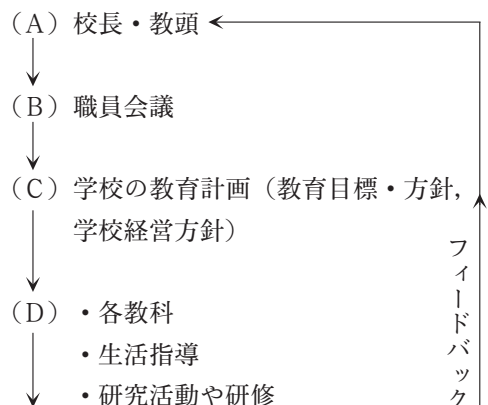 （A）校長・教頭
（B）職員会議
（C）学校の教育計画（教育目標・方針，
学校経営方針）
（D）・各教科
・生活指導
・研究活動や研修
フィードバック